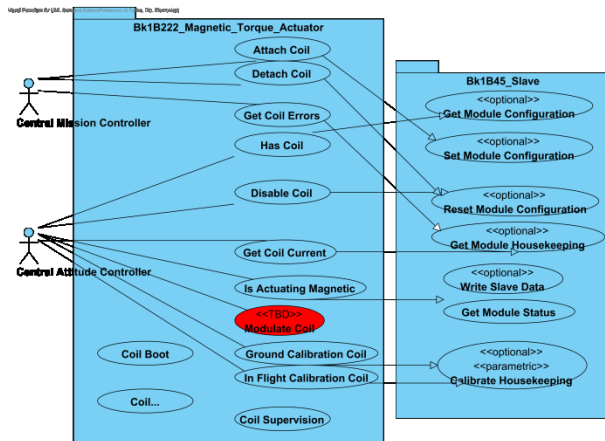 Bk1B222_Magnetic_Torque_Actuator
Attach Coil
Detach Coil
Get Coil Errors
Has Coil
Disable Coil
Get Coil Current
Is Actuating Magnetic
<<TBD>>
Modulate Coil
Coil Boot
Ground Calibration Coil
In Flight Calibration Coil
Coil...
Coil Supervision
Central Mission Controller
Central Attitude Controller
Bk1B45_Slave
<<optional>>
Get Module Configuration
<<optional>>
Set Module Configuration
<<optional>>
Reset Module Configuration
<<optional>>
Get Module Housekeeping
<<optional>>
Write Slave Data
Get Module Status
<<optional>>
<<parametric>>
Calibrate Housekeeping